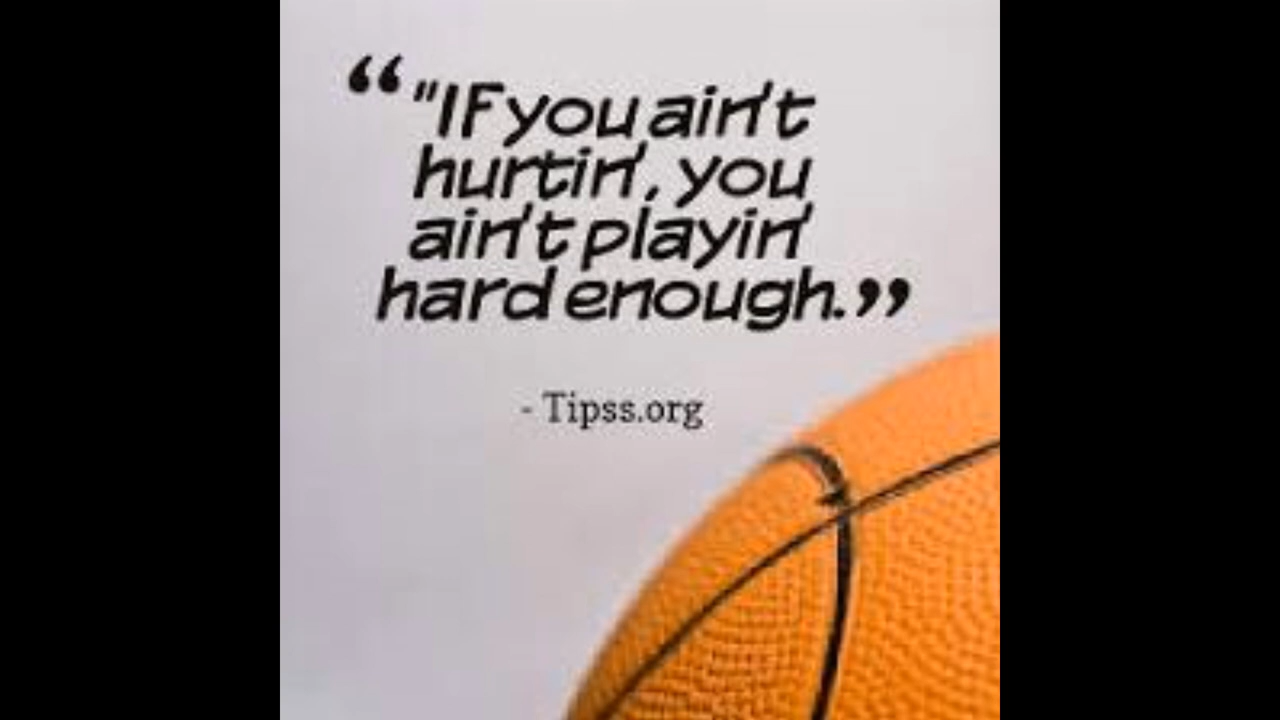 “"IF you ain't
hurtin', you
ain't playin'
hard enough.”
- Tipss.org